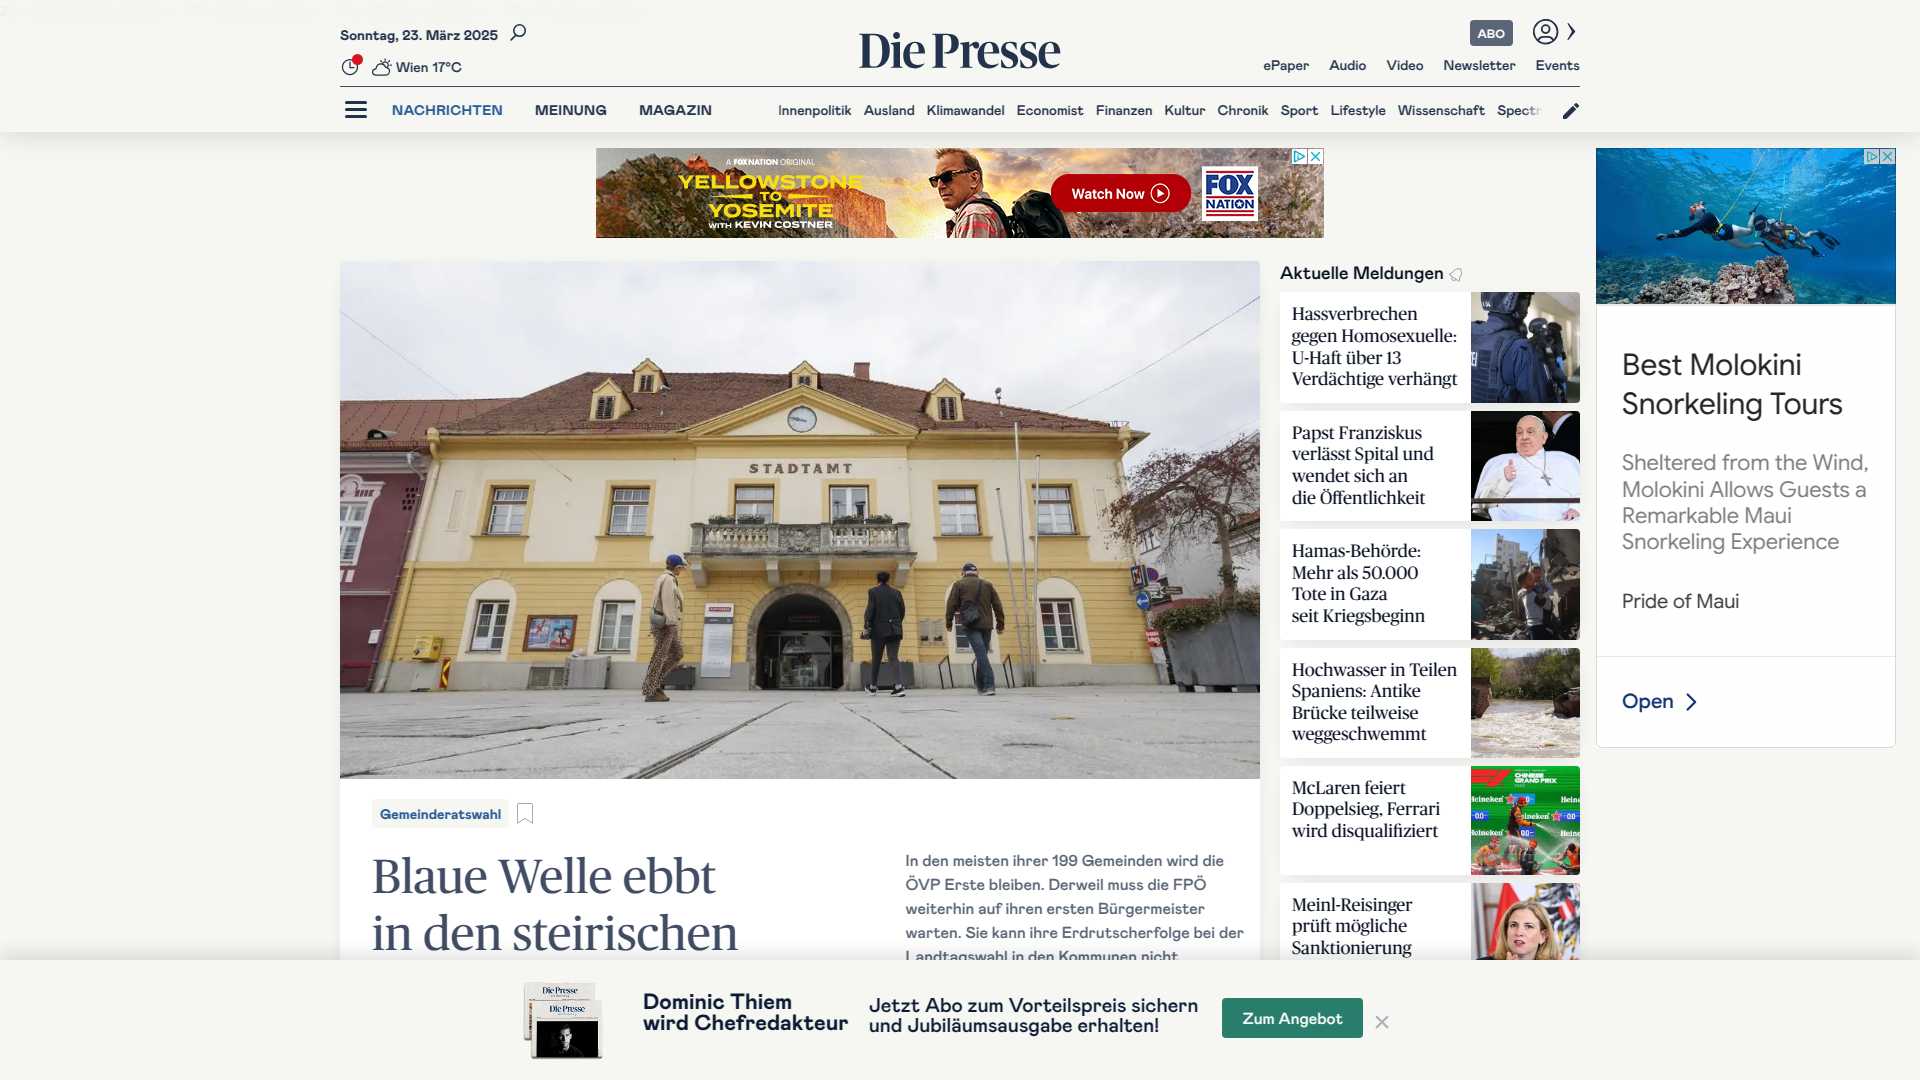 Sonntag, 23. März 2025
Die Presse
ABO
Wien 17°C
ePaper Audio Video Newsletter Events
NACHRICHTEN MEINUNG MAGAZIN
Innenpolitik Ausland Klimawandel Economist Finanzen Kultur Chronik Sport Lifestyle Wissenschaft Spectr
A FOX NATION ORIGINAL
YELLOWSTONE
TO
YOSEMITE
WITH KEVIN COSTNER
Watch Now
FOX
NATION
STADTAMT
Gemeinderatswahl
Blaue Welle ebbt
in den steirischen
In den meisten ihrer 199 Gemeinden wird die
ÖVP Erste bleiben. Derweil muss die FPÖ
weiterhin auf ihren ersten Bürgermeister
warten. Sie kann ihre Erdrutscherfolge bei der
Landtagswahl in den Kommunen nicht
Aktuelle Meldungen
Hassverbrechen
gegen Homosexuelle:
U-Haft über 13
Verdächtige verhängt
Papst Franziskus
verlässt Spital und
wendet sich an
die Öffentlichkeit
Hamas-Behörde:
Mehr als 50.000
Tote in Gaza
seit Kriegsbeginn
Hochwasser in Teilen
Spaniens: Antike
Brücke teilweise
weggeschwemmt
McLaren feiert
Doppelsieg, Ferrari
wird disqualifiziert
CHINESE
GRAND PRIX
Heineken
Meinl-Reisinger
prüft mögliche
Sanktionierung
Best Molokini
Snorkeling Tours
Sheltered from the Wind,
Molokini Allows Guests a
Remarkable Maui
Snorkeling Experience
Pride of Maui
Open
Die Presse
Die Presse
Dominic Thiem
wird Chefredakteur
Jetzt Abo zum Vorteilspreis sichern
und Jubiläumsausgabe erhalten!
Zum Angebot